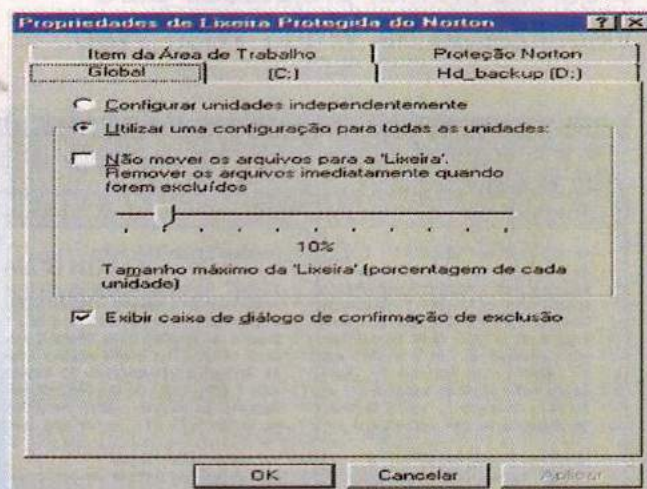 Propriedades de Lixeira Protegida do Norton
Item da Área de Trabalho
Proteção Norton
Global
(C:)
Hd_backup (D:)
Configurar unidades independentemente
Utilizar uma configuração para todas as unidades:
Não mover os arquivos para a 'Lixeira'.
Remover os arquivos imediatamente quando
forem excluídos
10%
Tamanho máximo da 'Lixeira' (porcentagem de cada
unidade)
Exibir caixa de diálogo de confirmação de exclusão
OK
Cancelar
Aplicar